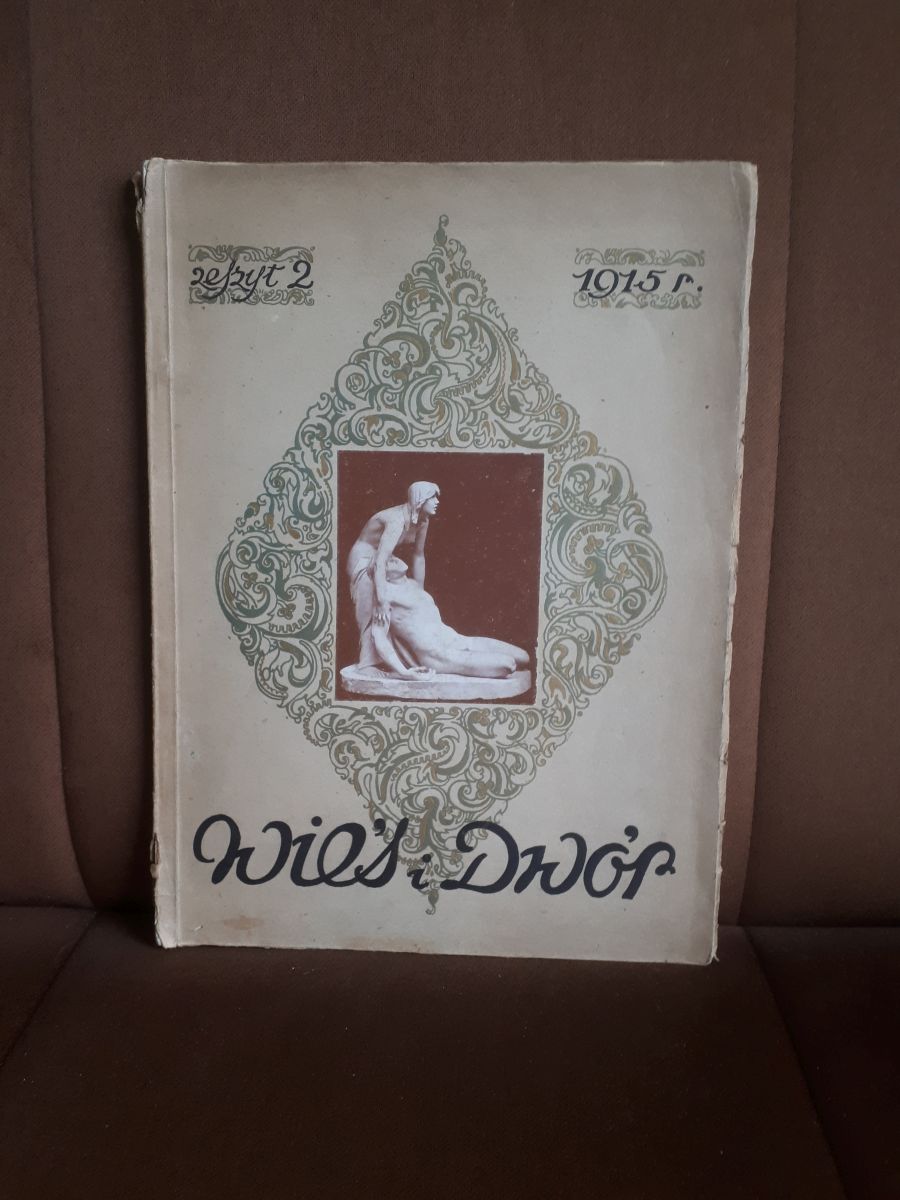 zeszyt 2
1915 r.
Wieś i Dwór